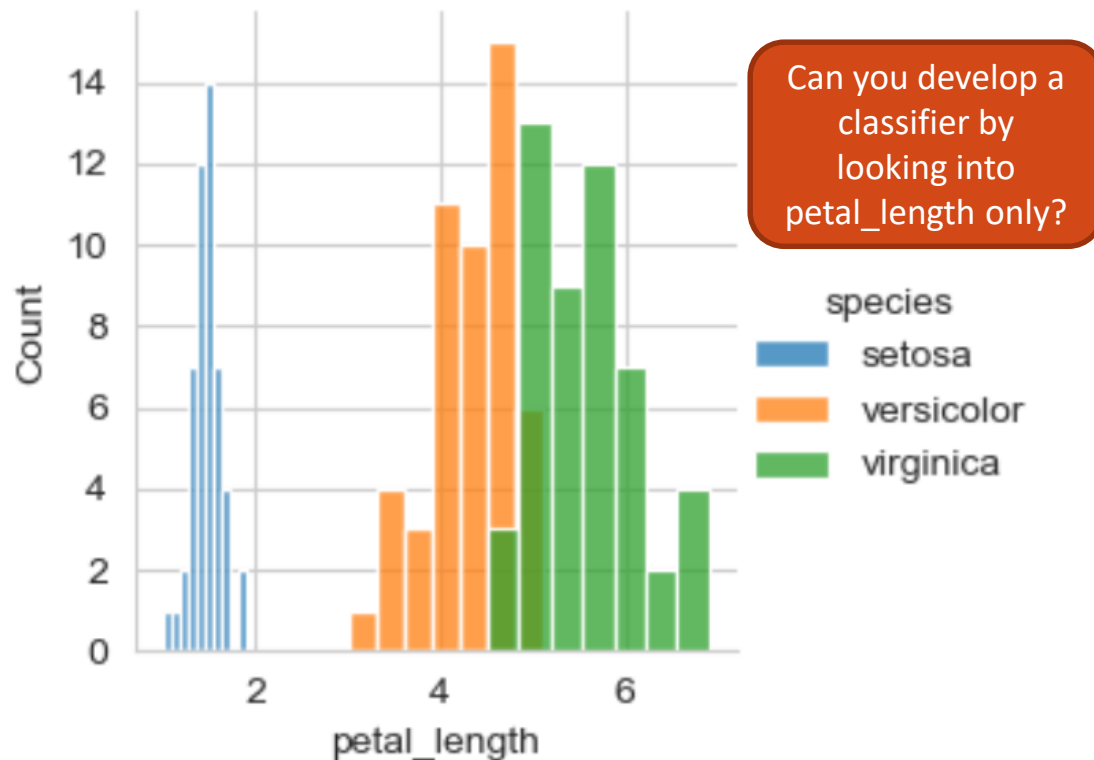 14
12
10
8
6
4
2
0
Count
2 4 6
petal_length
Can you develop a
classifier by
looking into
petal_length only?
species
setosa
versicolor
virginica